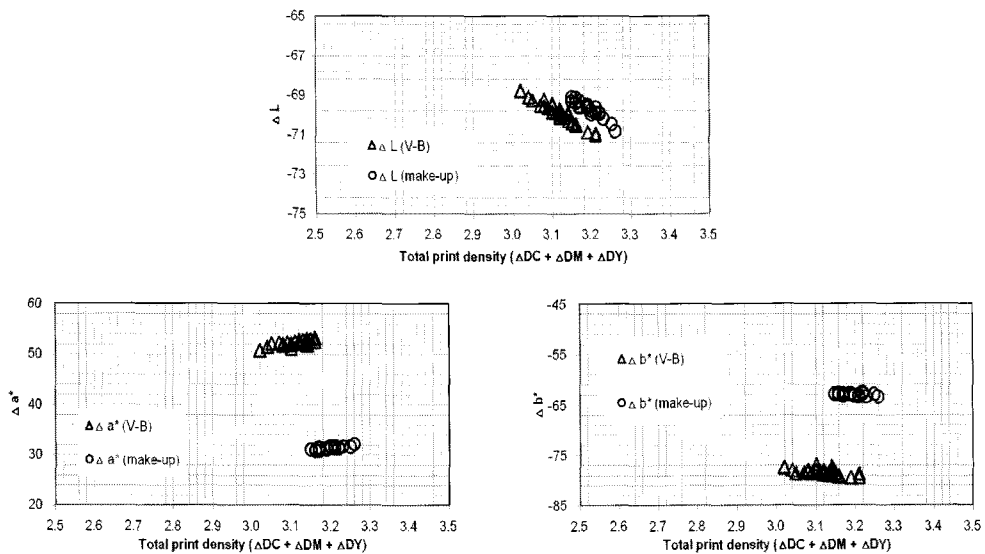 -65
-67
-69
-71
-73
-75
Δ L
Δ L (V-B)
Δ L (make-up)
2.5 2.6 2.7 2.8 2.9 3.0 3.1 3.2 3.3 3.4 3.5
Total print density (ΔDC + ΔDM + ΔDY)
60
50
40
30
20
Δ a*
Δ a* (V-B)
Δ a* (make-up)
2.5 2.6 2.7 2.8 2.9 3.0 3.1 3.2 3.3 3.4 3.5
Total print density (ΔDC + ΔDM + ΔDY)
-45
-55
-65
-75
-85
Δ b*
Δ b* (V-B)
Δ b* (make-up)
2.5 2.6 2.7 2.8 2.9 3.0 3.1 3.2 3.3 3.4 3.5
Total print density (ΔDC + ΔDM + ΔDY)